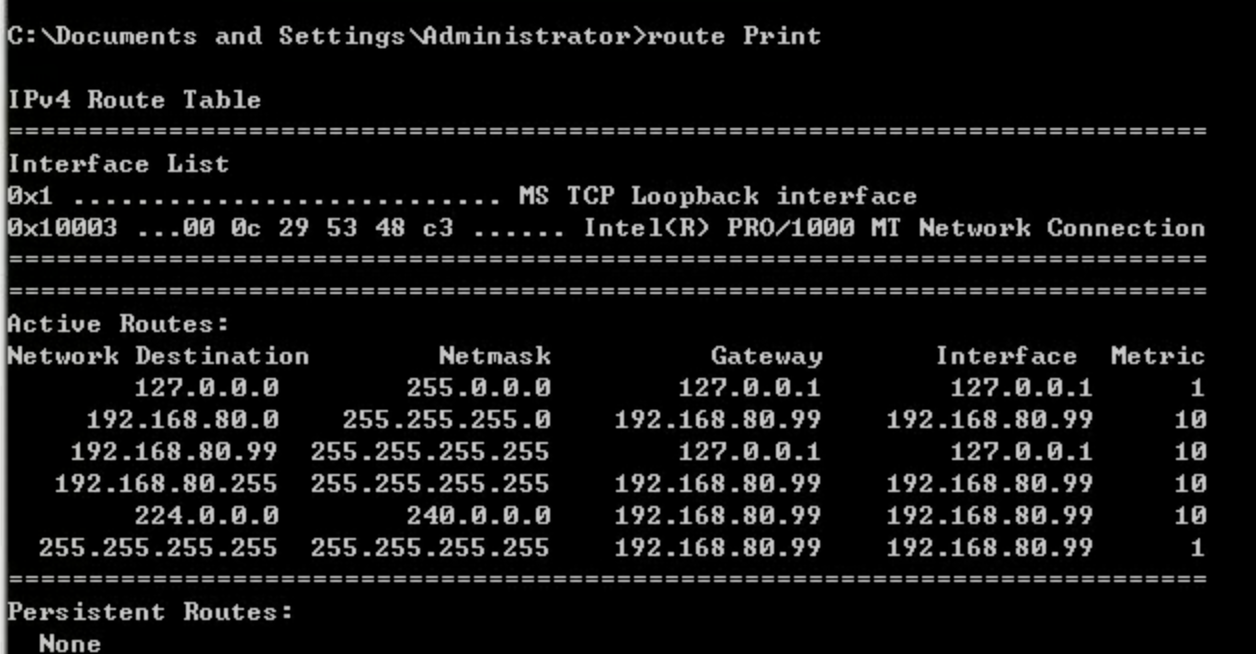 C:\Documents and Settings\Administrator>route Print
IPv4 Route Table
===========================================================================
Interface List
0x1 ........................... MS TCP Loopback interface
0x10003 ...00 0c 29 53 48 c3 ...... Intel(R) PRO/1000 MT Network Connection
===========================================================================
===========================================================================
Active Routes:
Network Destination        Netmask          Gateway       Interface  Metric
        127.0.0.0        255.0.0.0        127.0.0.1        127.0.0.1      1
     192.168.80.0    255.255.255.0    192.168.80.99    192.168.80.99     10
    192.168.80.99  255.255.255.255        127.0.0.1        127.0.0.1     10
   192.168.80.255  255.255.255.255    192.168.80.99    192.168.80.99     10
        224.0.0.0        240.0.0.0    192.168.80.99    192.168.80.99     10
  255.255.255.255  255.255.255.255    192.168.80.99    192.168.80.99      1
===========================================================================
Persistent Routes:
  None